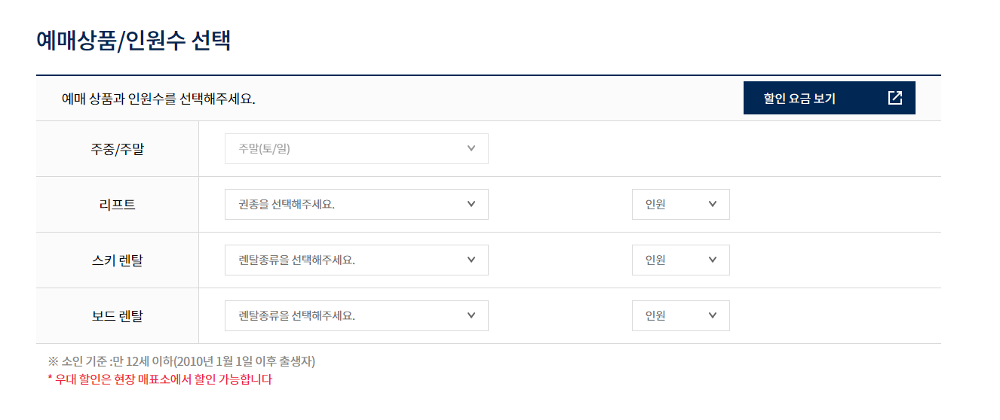 예매상품/인원수 선택
예매 상품과 인원수를 선택해주세요.
할인 요금 보기
주중/주말
주말(토/일)
리프트
권종을 선택해주세요.
인원
스키 렌탈
렌탈종류을 선택해주세요.
인원
보드 렌탈
렌탈종류을 선택해주세요.
인원
※ 소인 기준 :만 12세 이하(2010년 1월 1일 이후 출생자)
* 우대 할인은 현장 매표소에서 할인 가능합니다